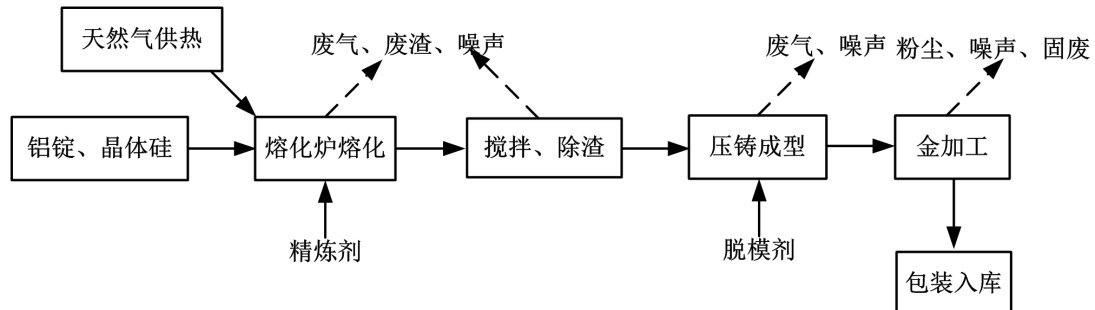 天然气供热
废气、废渣、噪声
废气、噪声
粉尘、噪声、固废
铝锭、晶体硅
熔化炉熔化
搅拌、除渣
压铸成型
金加工
精炼剂
脱模剂
包装入库